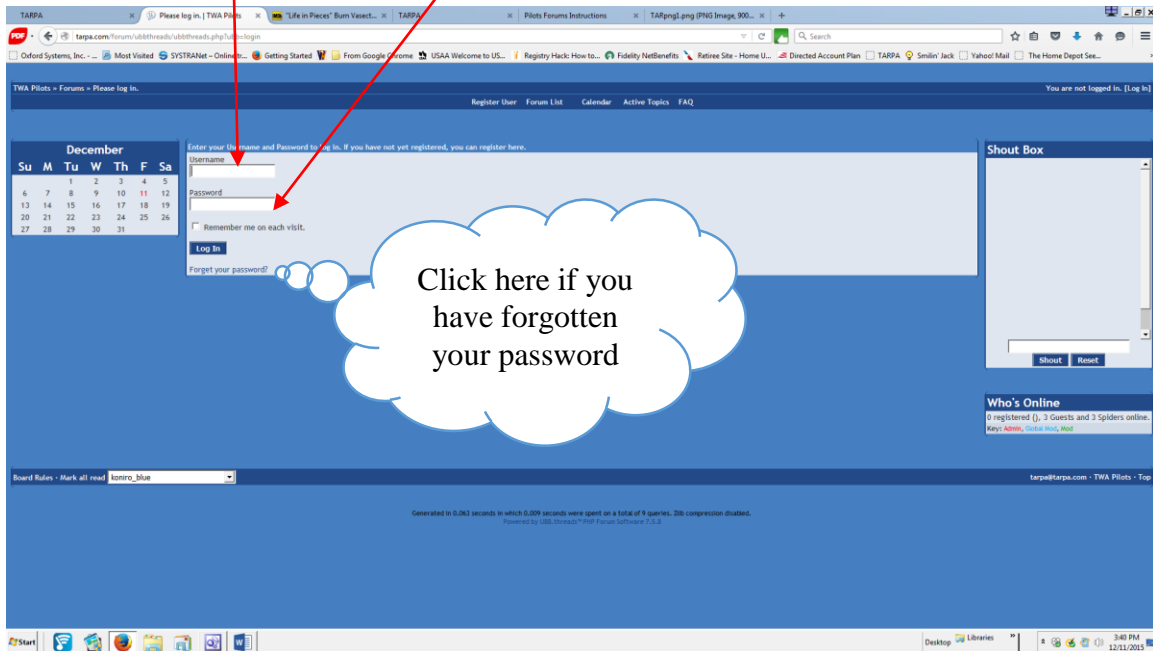 TARPA × Please log in. | TWA Pilots × "Life in Pieces" Burn Vasect... × TARPA × Pilots Forums Instructions × TARpng1.png (PNG Image, 900... × +
PDF tarpa.com/forum/ubbthreads/ubbthreads.php?ubb=login Search
Oxford Systems, Inc. - ... Most Visited SYSTRANet – Online tr... Getting Started From Google Chrome USAA Welcome to US... Registry Hack: How to... Fidelity NetBenefits Retiree Site - Home U... Directed Account Plan TARPA Smilin' Jack Yahoo! Mail The Home Depot See...
TWA Pilots » Forums » Please log in. You are not logged in. [Log In]
Register User Forum List Calendar Active Topics FAQ
December
Su M Tu W Th F Sa
1 2 3 4 5
6 7 8 9 10 11 12
13 14 15 16 17 18 19
20 21 22 23 24 25 26
27 28 29 30 31
Enter your Username and Password to log in. If you have not yet registered, you can register here.
Username
Password
Remember me on each visit.
Log In
Forget your password?
Click here if you
have forgotten
your password
Shout Box
Shout Reset
Who's Online
0 registered (), 3 Guests and 3 Spiders online.
Key: Admin, Global Mod, Mod
Board Rules · Mark all read koniro_blue tarpa@tarpa.com · TWA Pilots · Top
Generated in 0.063 seconds in which 0.009 seconds were spent on a total of 9 queries. Zlib compression disabled.
Powered by UBB.threads™ PHP Forum Software 7.5.8
Start Desktop Libraries » 3:40 PM
12/11/2015